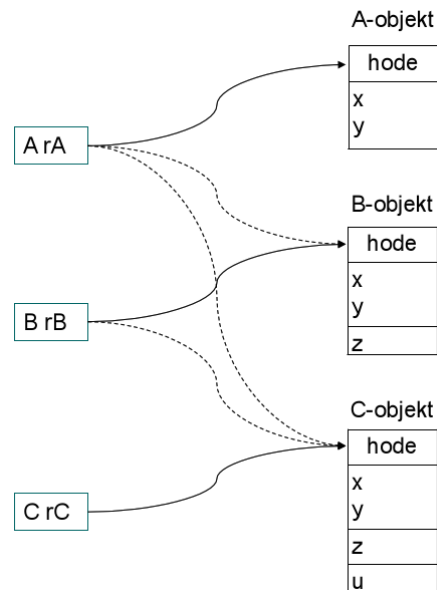 A-objekt
hode
x
y
A rA
B-objekt
hode
x
y
z
B rB
C-objekt
hode
x
y
z
u
C rC